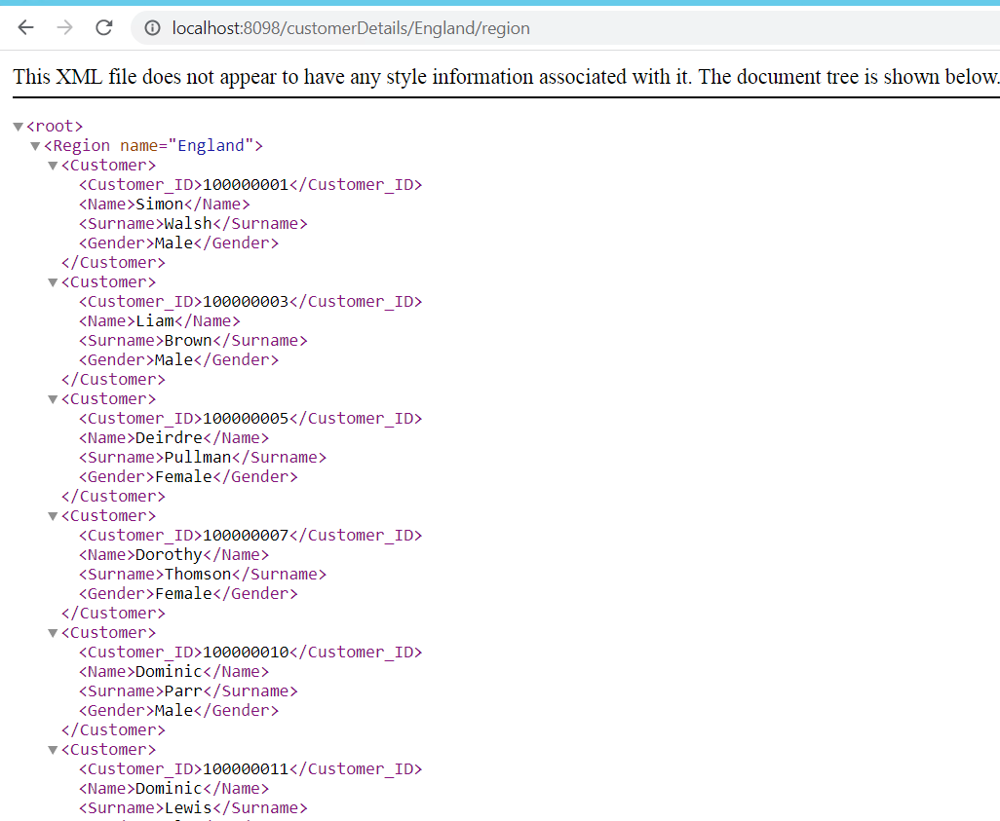 localhost:8098/customerDetails/England/region
This XML file does not appear to have any style information associated with it. The document tree is shown below.
<root>
<Region name="England">
<Customer>
<Customer_ID>100000001</Customer_ID>
<Name>Simon</Name>
<Surname>Walsh</Surname>
<Gender>Male</Gender>
</Customer>
<Customer>
<Customer_ID>100000003</Customer_ID>
<Name>Liam</Name>
<Surname>Brown</Surname>
<Gender>Male</Gender>
</Customer>
<Customer>
<Customer_ID>100000005</Customer_ID>
<Name>Deirdre</Name>
<Surname>Pullman</Surname>
<Gender>Female</Gender>
</Customer>
<Customer>
<Customer_ID>100000007</Customer_ID>
<Name>Dorothy</Name>
<Surname>Thomson</Surname>
<Gender>Female</Gender>
</Customer>
<Customer>
<Customer_ID>100000010</Customer_ID>
<Name>Dominic</Name>
<Surname>Parr</Surname>
<Gender>Male</Gender>
</Customer>
<Customer>
<Customer_ID>100000011</Customer_ID>
<Name>Dominic</Name>
<Surname>Lewis</Surname>